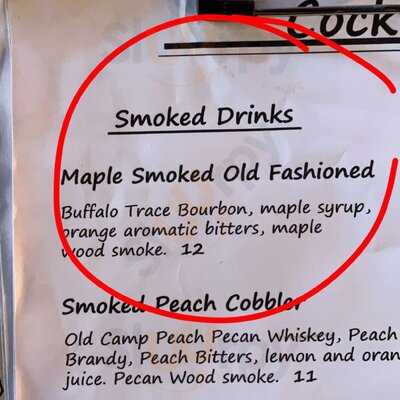 Cock
Smoked Drinks
Maple Smoked Old Fashioned
Buffalo Trace Bourbon, maple syrup,
orange aromatic bitters, maple
wood smoke. 12
Smoked Peach Cobbler
Old Camp Peach Pecan Whiskey, Peach
Brandy, Peach Bitters, lemon and oran
juice. Pecan Wood smoke. 11